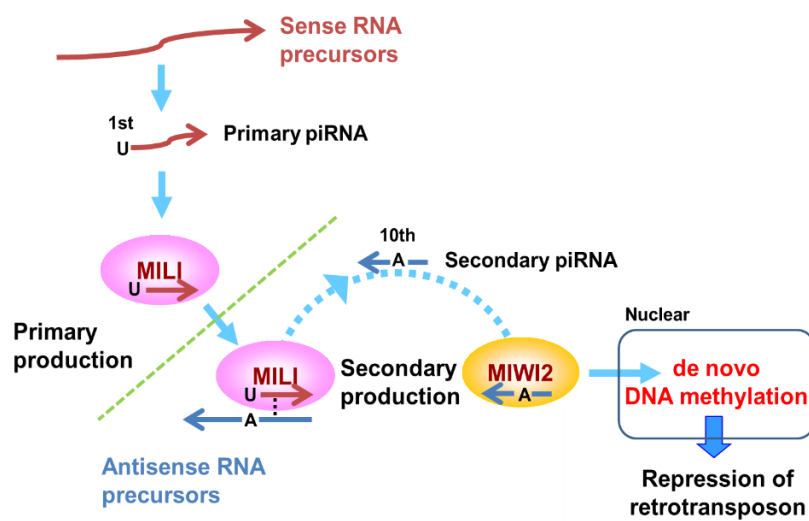 Sense RNA
precursors
1st
U
Primary piRNA
10th
A
Secondary piRNA
MILI
U
Primary
production
Nuclear
MILI
U
A
Secondary
production
MIWI2
A
de novo
DNA methylation
Antisense RNA
precursors
Repression of
retrotransposon